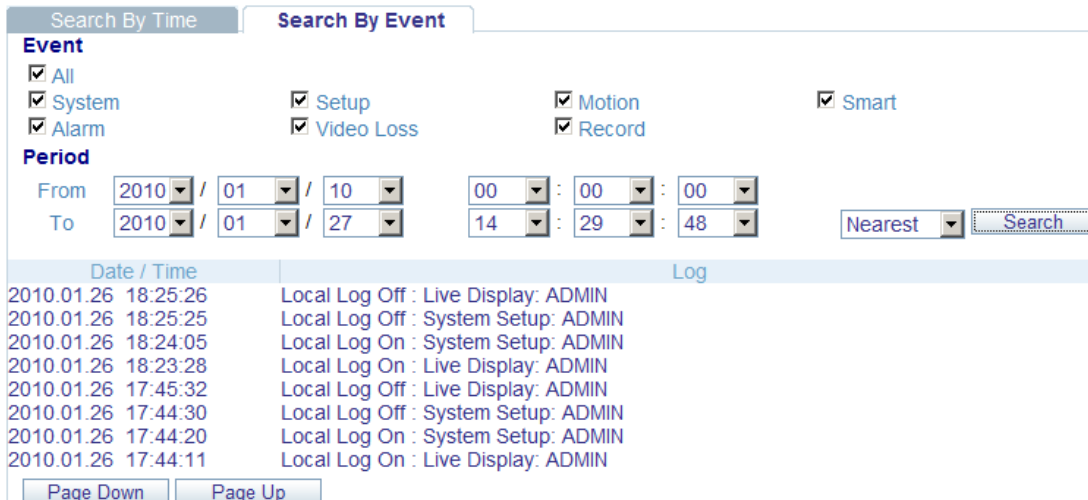 Search By Time Search By Event
Event
All
System Setup Motion Smart
Alarm Video Loss Record
Period
From 2010 / 01 / 10 00 : 00 : 00
To 2010 / 01 / 27 14 : 29 : 48 Nearest Search
Date / Time Log
2010.01.26 18:25:26 Local Log Off : Live Display: ADMIN
2010.01.26 18:25:25 Local Log Off : System Setup: ADMIN
2010.01.26 18:24:05 Local Log On : System Setup: ADMIN
2010.01.26 18:23:28 Local Log On : Live Display: ADMIN
2010.01.26 17:45:32 Local Log Off : Live Display: ADMIN
2010.01.26 17:44:30 Local Log Off : System Setup: ADMIN
2010.01.26 17:44:20 Local Log On : System Setup: ADMIN
2010.01.26 17:44:11 Local Log On : Live Display: ADMIN
Page Down Page Up